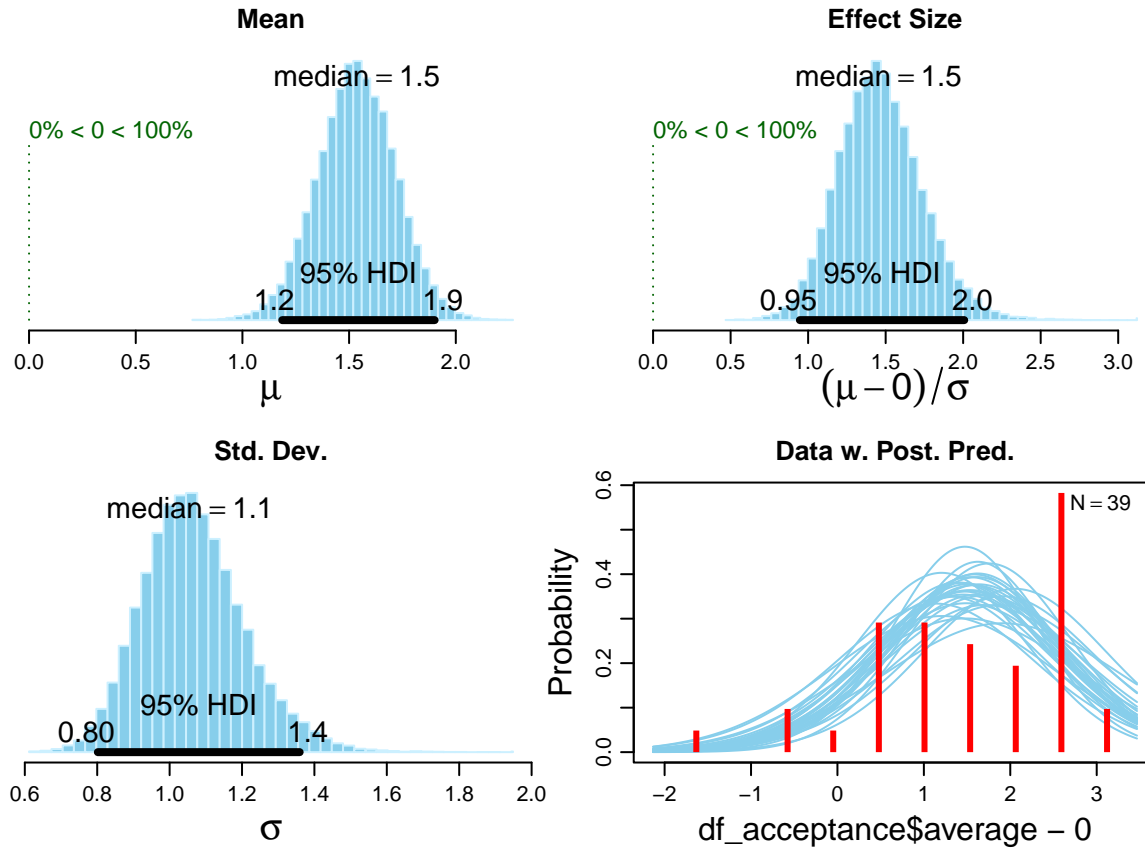 Mean
median = 1.5
0% < 0 < 100%
95% HDI
1.2 1.9
0.0 0.5 1.0 1.5 2.0
μ
Effect Size
median = 1.5
0% < 0 < 100%
95% HDI
0.95 2.0
0.0 0.5 1.0 1.5 2.0 2.5 3.0
(μ − 0)/σ
Std. Dev.
median = 1.1
95% HDI
0.80 1.4
0.6 0.8 1.0 1.2 1.4 1.6 1.8 2.0
σ
Data w. Post. Pred.
N = 39
Probability
0.6
0.4
0.2
0.0
−2 −1 0 1 2 3
df_acceptance$average − 0